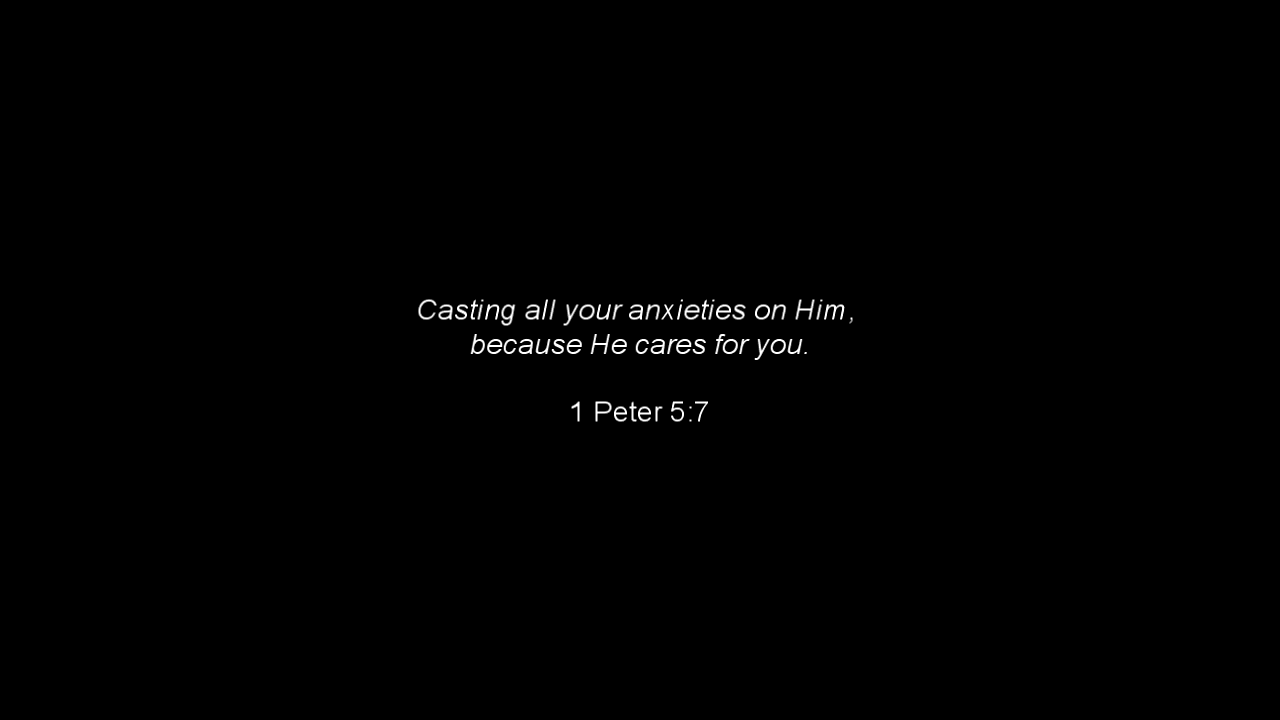 Casting all your anxieties on Him,
because He cares for you.
1 Peter 5:7